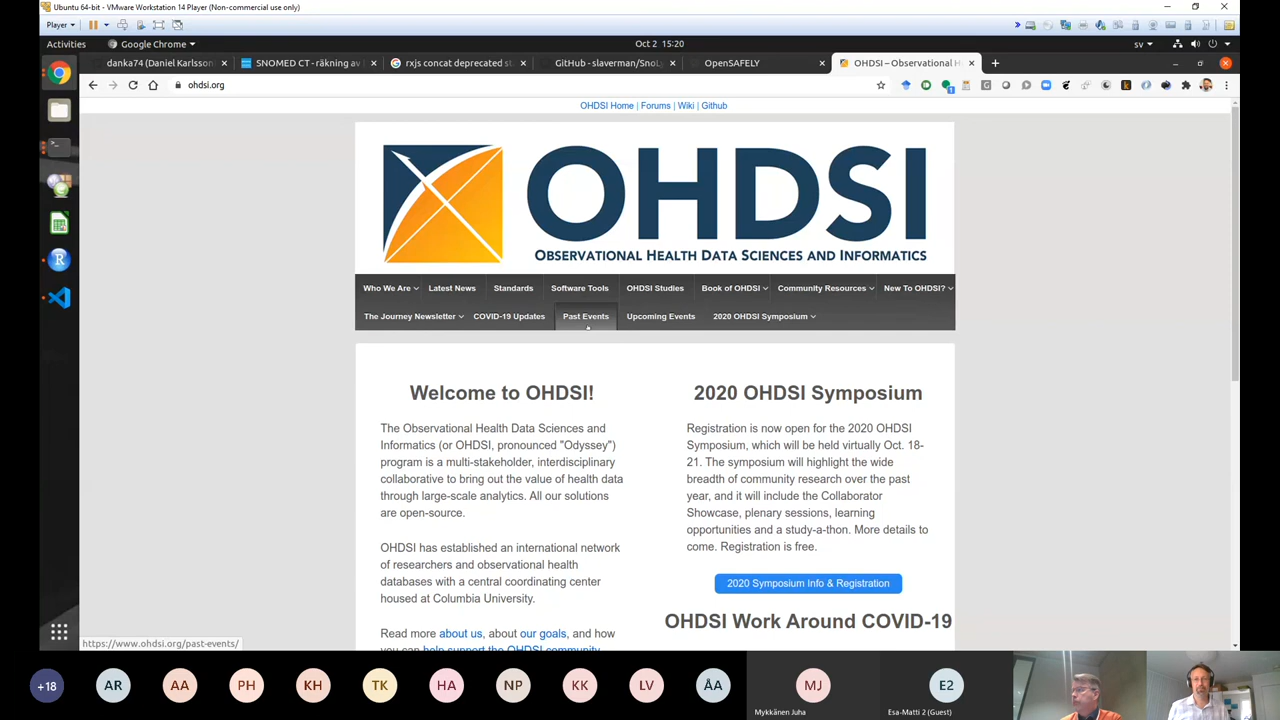 Ubuntu 64-bit - VMware Workstation 14 Player (Non-commercial use only)
Player
Activities
Google Chrome
Oct 2 15:20
sv
danka74 (Daniel Karlsson
SNOMED CT - räkning av
rxjs concat deprecated s
GitHub - slaverman/SnoL
OpenSAFELY
OHDSI – Observational H
ohdsi.org
OHDSI Home | Forums | Wiki | Github
OHDSI
OBSERVATIONAL HEALTH DATA SCIENCES AND INFORMATICS
Who We Are
Latest News
Standards
Software Tools
OHDSI Studies
Book of OHDSI
Community Resources
New To OHDSI?
The Journey Newsletter
COVID-19 Updates
Past Events
Upcoming Events
2020 OHDSI Symposium
Welcome to OHDSI!
The Observational Health Data Sciences and
Informatics (or OHDSI, pronounced "Odyssey")
program is a multi-stakeholder, interdisciplinary
collaborative to bring out the value of health data
through large-scale analytics. All our solutions
are open-source.
OHDSI has established an international network
of researchers and observational health
databases with a central coordinating center
housed at Columbia University.
Read more about us, about our goals, and how
you can help support the OHDSI community.
2020 OHDSI Symposium
Registration is now open for the 2020 OHDSI
Symposium, which will be held virtually Oct. 18-
21. The symposium will highlight the wide
breadth of community research over the past
year, and it will include the Collaborator
Showcase, plenary sessions, learning
opportunities and a study-a-thon. More details to
come. Registration is free.
2020 Symposium Info & Registration
OHDSI Work Around COVID-19
https://www.ohdsi.org/past-events/
+18
AR
AA
PH
KH
TK
HA
NP
KK
LV
ÅA
MJ
Mykkänen Juha
E2
Esa-Matti 2 (Guest)